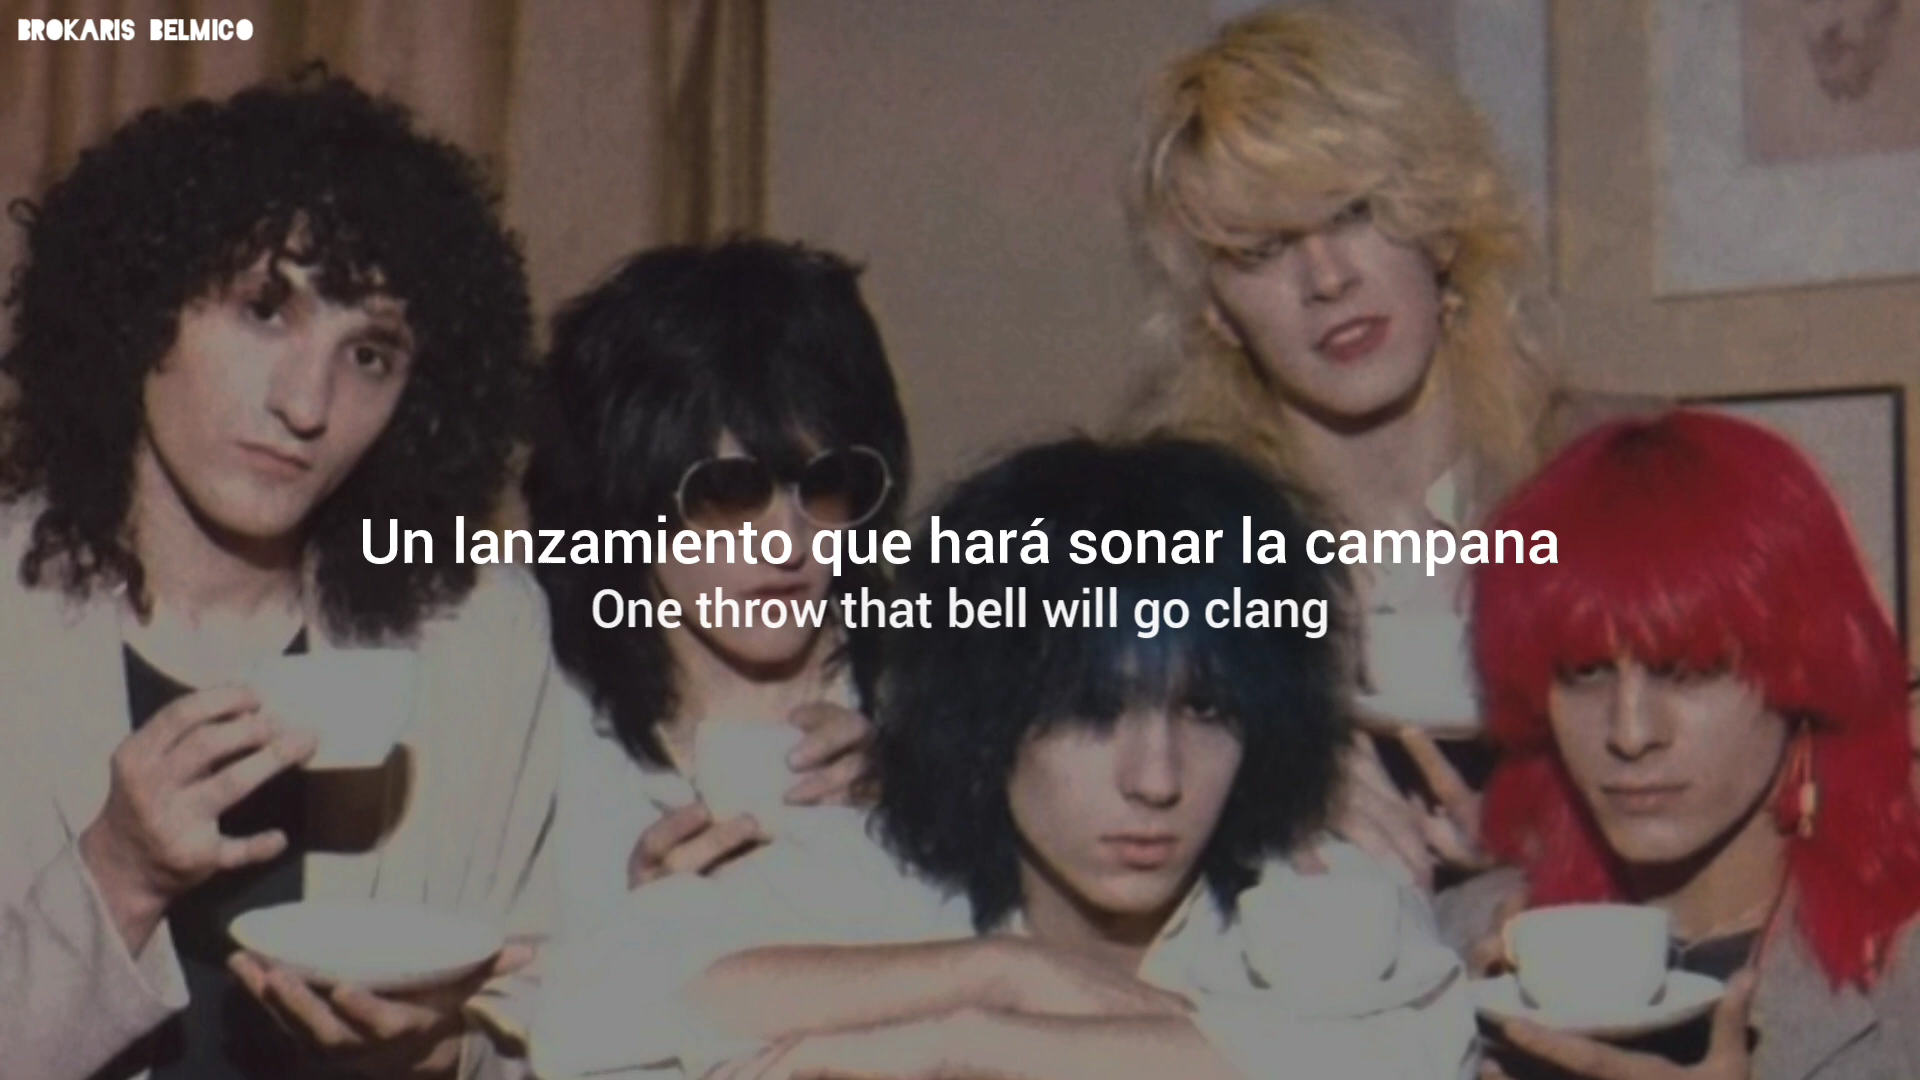 BROKARIS BELMICO
Un lanzamiento que hará sonar la campana
One throw that bell will go clang